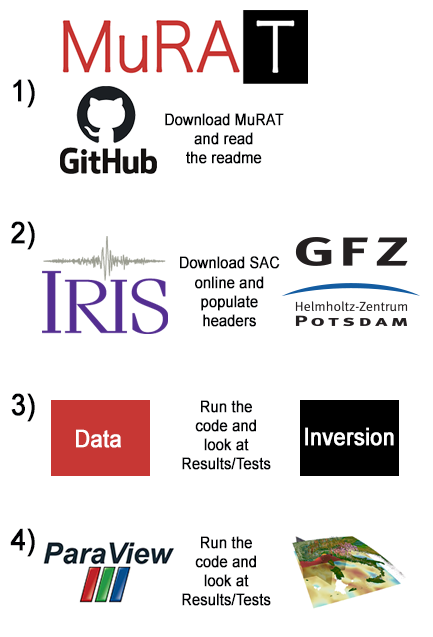 MuRAT
1)
GitHub
Download MuRAT
and read
the readme
2)
IRIS
Download SAC
online and
populate
headers
GFZ
Helmholtz-Zentrum
POTSDAM
3)
Data
Run the
code and
look at
Results/Tests
Inversion
4)
ParaView
Run the
code and
look at
Results/Tests